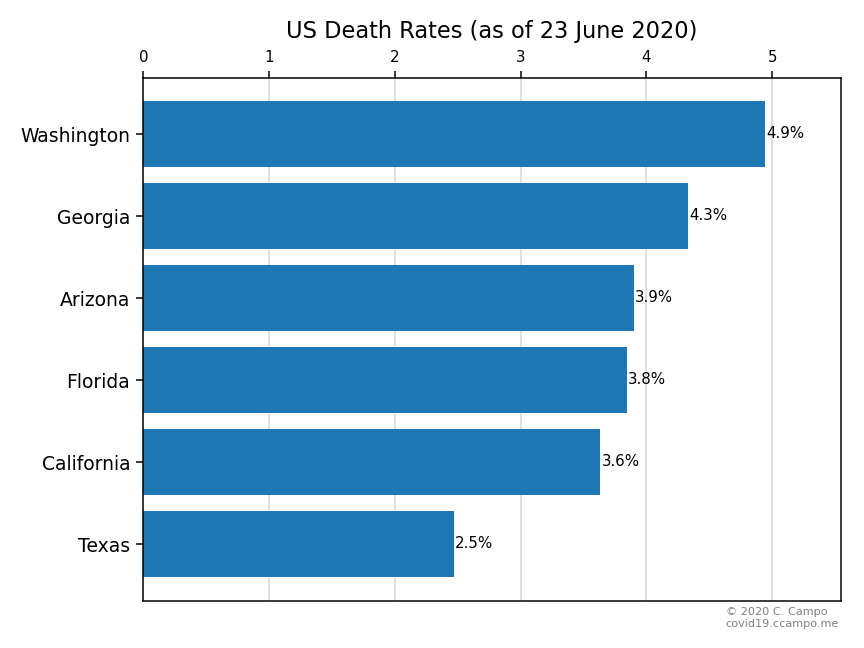 US Death Rates (as of 23 June 2020)
0 1 2 3 4 5
Washington 4.9%
Georgia 4.3%
Arizona 3.9%
Florida 3.8%
California 3.6%
Texas 2.5%
© 2020 C. Campo
covid19.ccampo.me